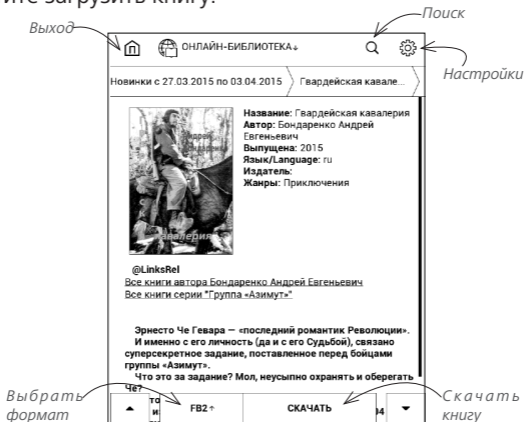 ите загрузить книгу.
Поиск
Выход
ОНЛАЙН-БИБЛИОТЕКА↓
Настройки
Новинки с 27.03.2015 по 03.04.2015
Гвардейская кавале...
Название: Гвардейская кавалерия
Автор: Бондаренко Андрей
Евгеньевич
Выпущена: 2015
Язык/Language: ru
Издатель:
Жанры: Приключения
Андрей
Бондаренко
кавалерия
@LinksRel
Все книги автора Бондаренко Андрей Евгеньевич
Все книги серии "Группа «Азимут»"
Эрнесто Че Гевара — «последний романтик Революции».
И именно с его личность (да и с его Судьбой), связано
суперсекретное задание, поставленное перед бойцами
группы «Азимут».
Что это за задание? Мол, неусыпно охранять и оберегать
Че?
Выбрать
формат
FB2↑
СКАЧАТЬ
Скачать
книгу